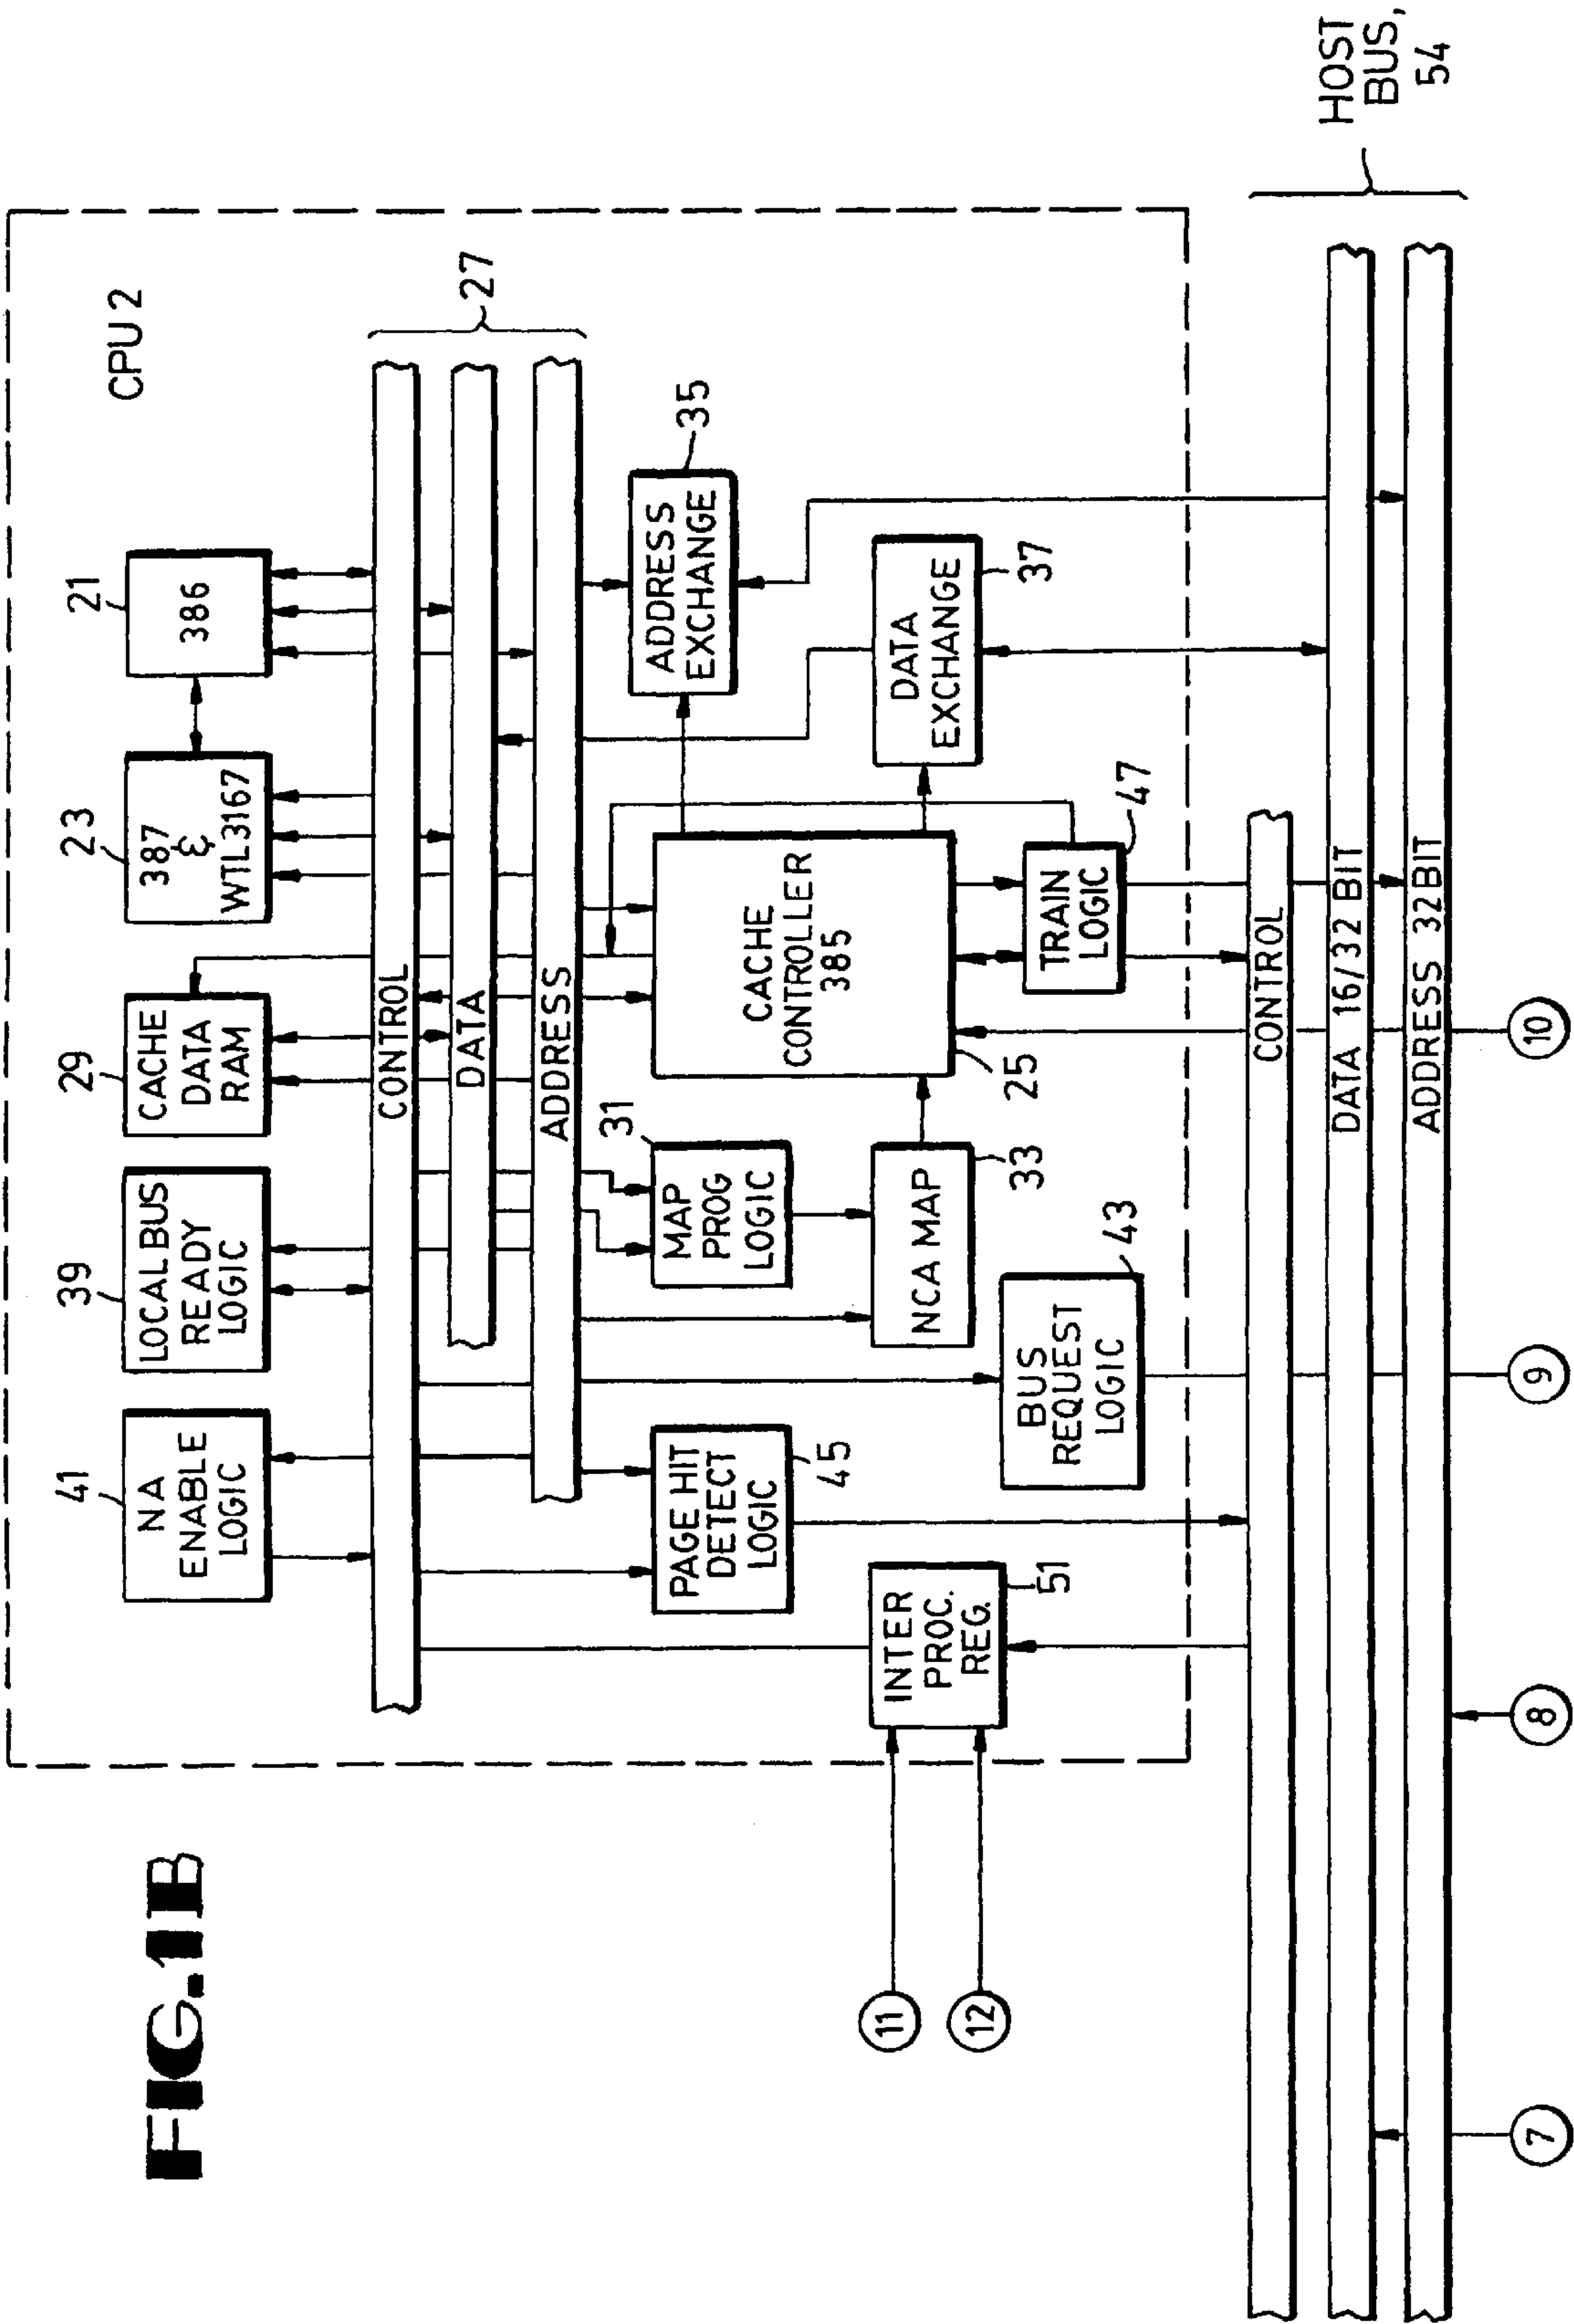 FIG.1B
CPU 2
41
NA
ENABLE
LOGIC
39
LOCAL BUS
READY
LOGIC
29
CACHE
DATA
RAM
23
387
&
WTL3167
21
386
CONTROL
DATA
ADDRESS
27
PAGE HIT
DETECT
LOGIC
45
MAP
PROG
LOGIC
31
CACHE
CONTROLLER
385
25
ADDRESS
EXCHANGE
35
INTER
PROC.
REG.
51
NCA MAP
33
DATA
EXCHANGE
37
BUS
REQUEST
LOGIC
43
TRAIN
LOGIC
47
11
12
CONTROL
DATA 16/32 BIT
ADDRESS 32BIT
HOST
BUS,
54
7
8
9
10